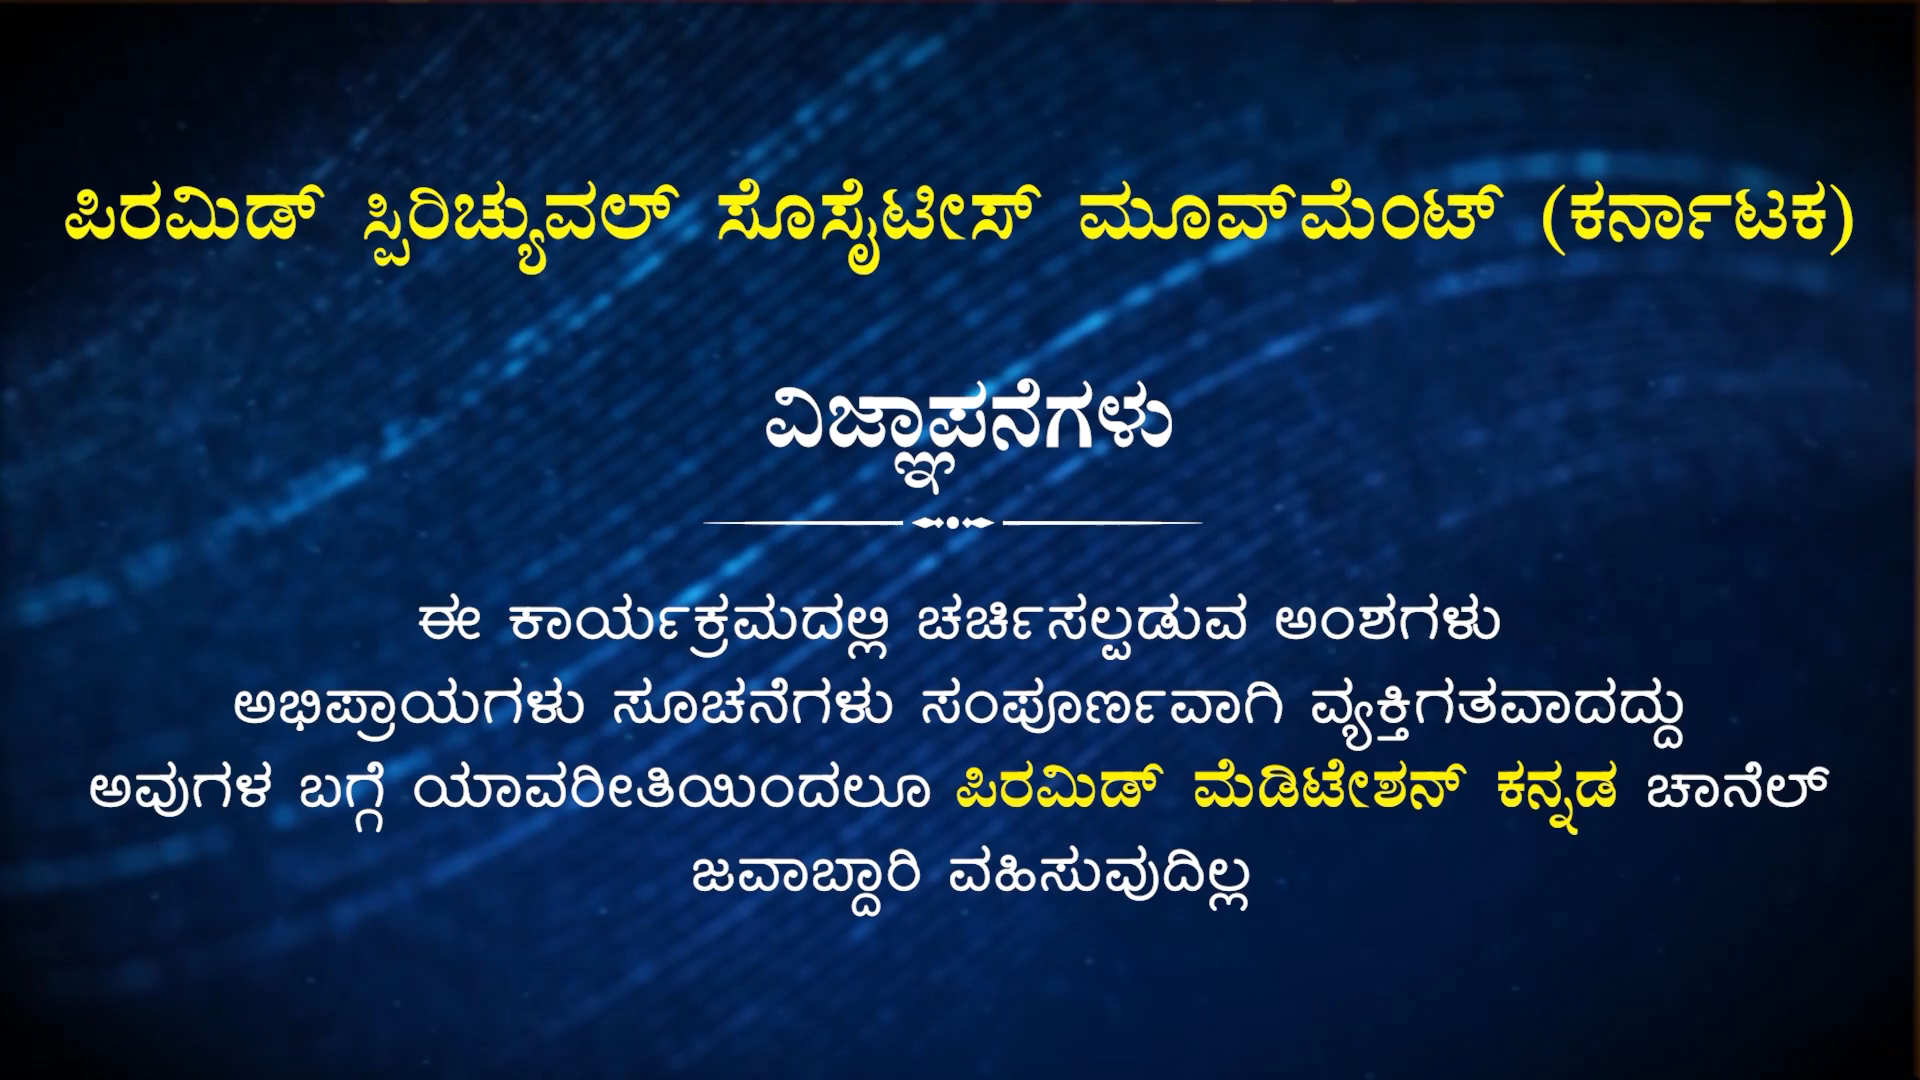 ಪಿರಮಿಡ್ ಸ್ಪಿರಿಚ್ಯುವಲ್ ಸೊಸೈಟೀಸ್ ಮೂವ್‌ಮೆಂಟ್ (ಕರ್ನಾಟಕ)
ವಿಜ್ಞಾಪನೆಗಳು
ಈ ಕಾರ್ಯಕ್ರಮದಲ್ಲಿ ಚರ್ಚಿಸಲ್ಪಡುವ ಅಂಶಗಳು
ಅಭಿಪ್ರಾಯಗಳು ಸೂಚನೆಗಳು ಸಂಪೂರ್ಣವಾಗಿ ವ್ಯಕ್ತಿಗತವಾದದ್ದು
ಅವುಗಳ ಬಗ್ಗೆ ಯಾವರೀತಿಯಿಂದಲೂ ಪಿರಮಿಡ್ ಮೆಡಿಟೇಶನ್ ಕನ್ನಡ ಚಾನೆಲ್
ಜವಾಬ್ದಾರಿ ವಹಿಸುವುದಿಲ್ಲ